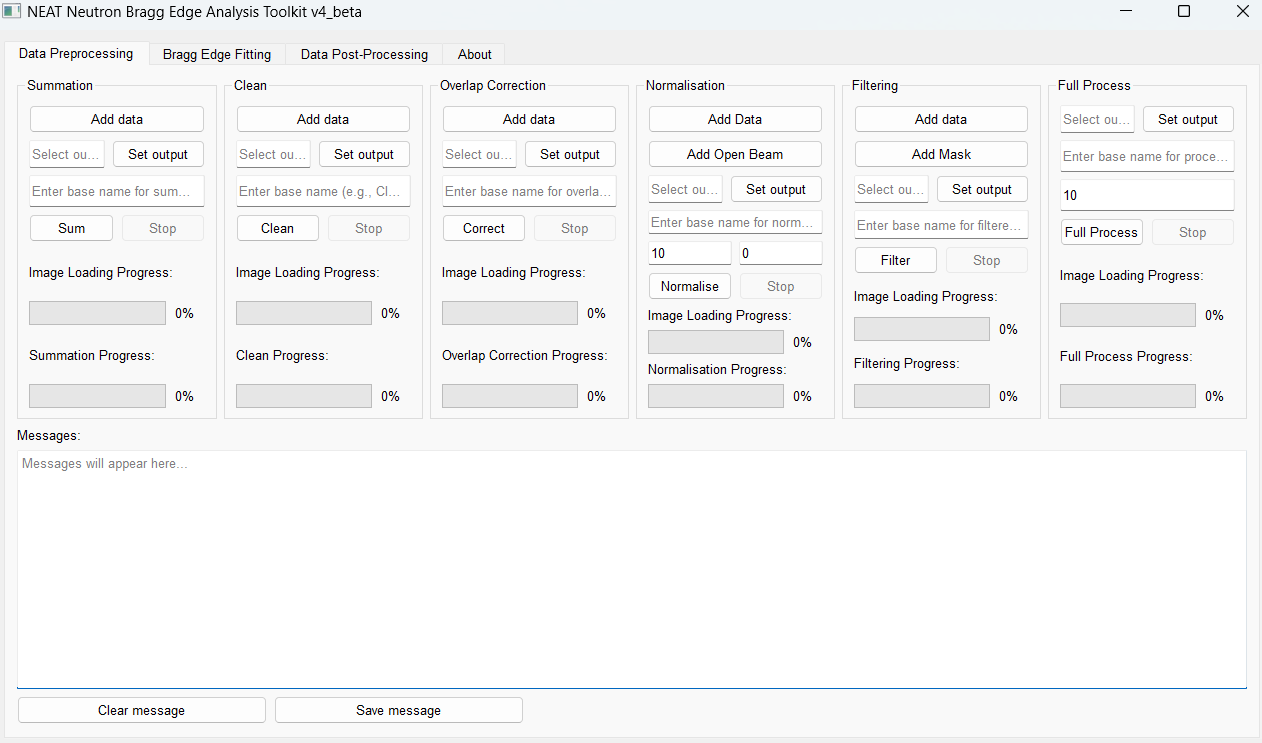 NEAT Neutron Bragg Edge Analysis Toolkit v4_beta
Data Preprocessing
Bragg Edge Fitting
Data Post-Processing
About
Summation
Add data
Select ou...
Set output
Enter base name for sum...
Sum
Stop
Image Loading Progress:
0%
Summation Progress:
0%
Clean
Add data
Select ou...
Set output
Enter base name (e.g., Cl...
Clean
Stop
Image Loading Progress:
0%
Clean Progress:
0%
Overlap Correction
Add data
Select ou...
Set output
Enter base name for overla...
Correct
Stop
Image Loading Progress:
0%
Overlap Correction Progress:
0%
Normalisation
Add Data
Add Open Beam
Select ou...
Set output
Enter base name for norm...
10
0
Normalise
Stop
Image Loading Progress:
0%
Normalisation Progress:
0%
Filtering
Add data
Add Mask
Select ou...
Set output
Enter base name for filtere...
Filter
Stop
Image Loading Progress:
0%
Filtering Progress:
0%
Full Process
Select ou...
Set output
Enter base name for proce...
10
Full Process
Stop
Image Loading Progress:
0%
Full Process Progress:
0%
Messages:
Messages will appear here...
Clear message
Save message